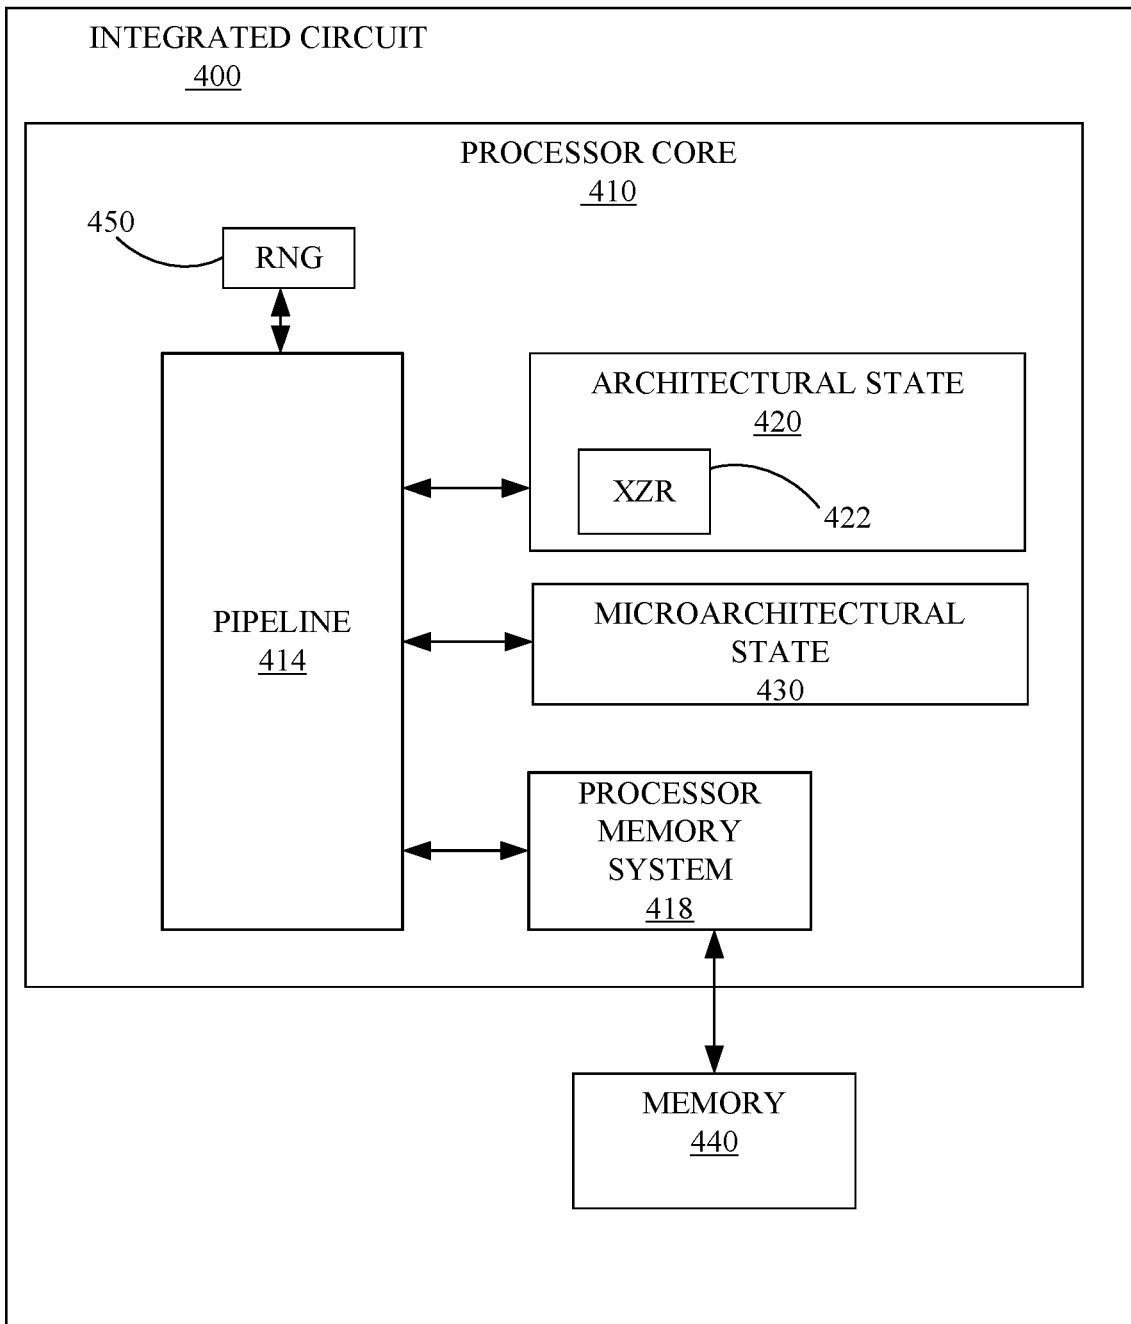 INTEGRATED CIRCUIT
400
PROCESSOR CORE
410
450
RNG
ARCHITECTURAL STATE
420
XZR
422
PIPELINE
414
MICROARCHITECTURAL
STATE
430
PROCESSOR
MEMORY
SYSTEM
418
MEMORY
440